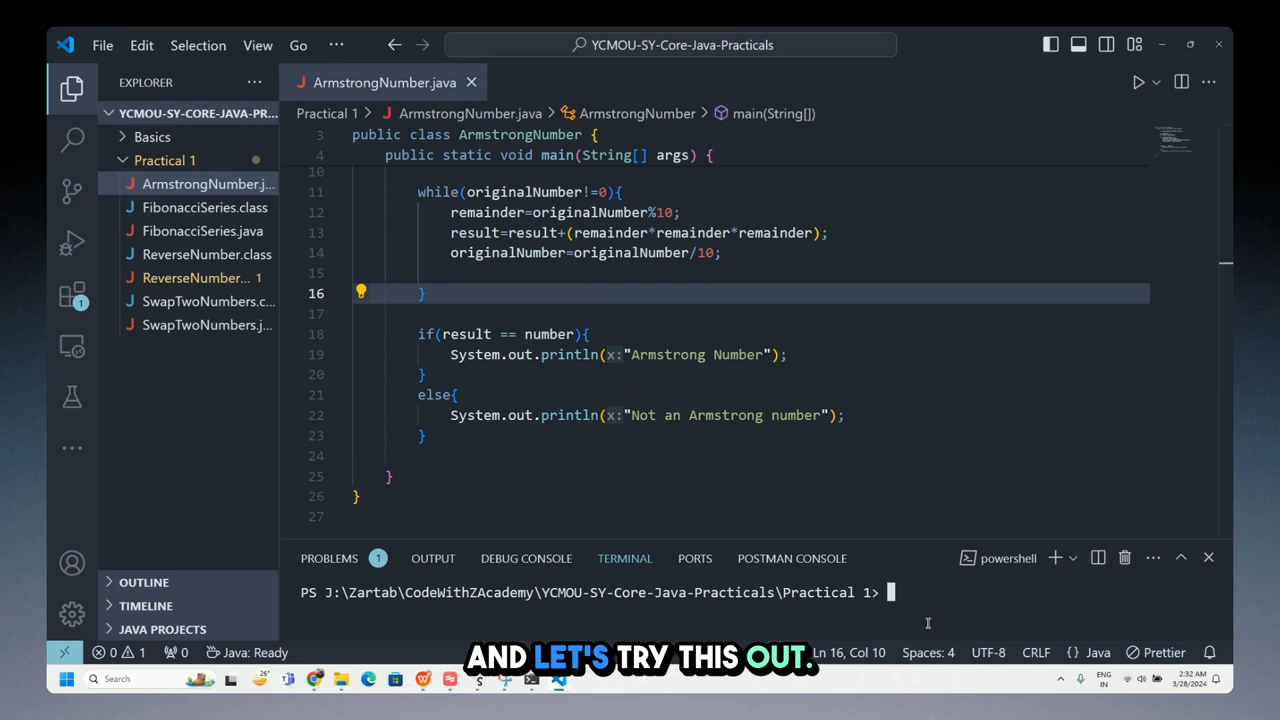 File Edit Selection View Go ··· YCMOU-SY-Core-Java-Practicals
EXPLORER ···
YCMOU-SY-CORE-JAVA-PR...
Basics
Practical 1
ArmstrongNumber.j...
FibonacciSeries.class
FibonacciSeries.java
ReverseNumber.class
ReverseNumber... 1
SwapTwoNumbers.c...
SwapTwoNumbers.j...
OUTLINE
TIMELINE
JAVA PROJECTS
1
ArmstrongNumber.java
Practical 1 > ArmstrongNumber.java > ArmstrongNumber > main(String[])
3 public class ArmstrongNumber {
4 public static void main(String[] args) {
10
11 while(originalNumber!=0){
12 remainder=originalNumber%10;
13 result=result+(remainder*remainder*remainder);
14 originalNumber=originalNumber/10;
15
16 }
17
18 if(result == number){
19 System.out.println(x:"Armstrong Number");
20 }
21 else{
22 System.out.println(x:"Not an Armstrong number");
23 }
24
25 }
26 }
27
PROBLEMS 1 OUTPUT DEBUG CONSOLE TERMINAL PORTS POSTMAN CONSOLE powershell
PS J:\Zartab\CodeWithZAcademy\YCMOU-SY-Core-Java-Practicals\Practical 1>
AND LET'S TRY THIS OUT.
0 1 0 Java: Ready Ln 16, Col 10 Spaces: 4 UTF-8 CRLF {} Java Prettier
Search 26° ENG IN 2:32 AM 3/28/2024